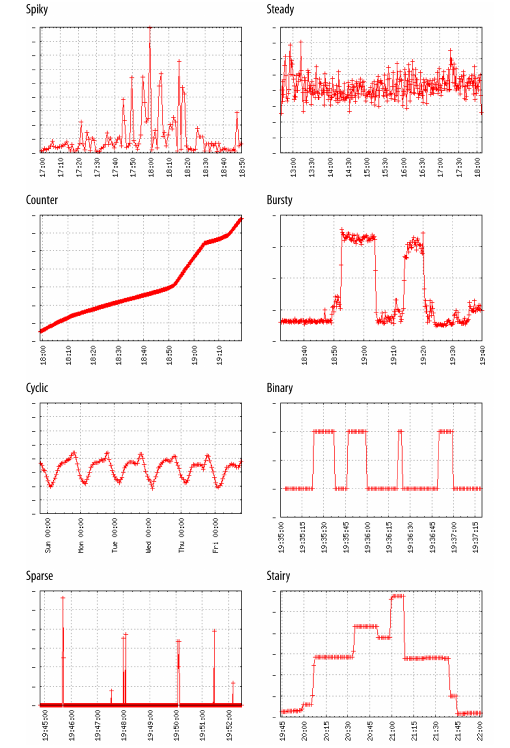 Spiky
17:00 17:10 17:20 17:30 17:40 17:50 18:00 18:10 18:20 18:30 18:40 18:50
Steady
13:00 13:30 14:00 14:30 15:00 15:30 16:00 16:30 17:00 17:30 18:00
Counter
18:00 18:10 18:20 18:30 18:40 18:50 19:00 19:10
Bursty
18:40 18:50 19:00 19:10 19:20 19:30 19:40
Cyclic
Sun 00:00 Mon 00:00 Tue 00:00 Wed 00:00 Thu 00:00 Fri 00:00
Binary
19:35:00 19:35:15 19:35:30 19:35:45 19:36:00 19:36:15 19:36:30 19:36:45 19:37:00 19:37:15
Sparse
19:45:00 19:46:00 19:47:00 19:48:00 19:49:00 19:50:00 19:51:00 19:52:00
Stairy
19:45 20:00 20:15 20:30 20:45 21:00 21:15 21:30 21:45 22:00